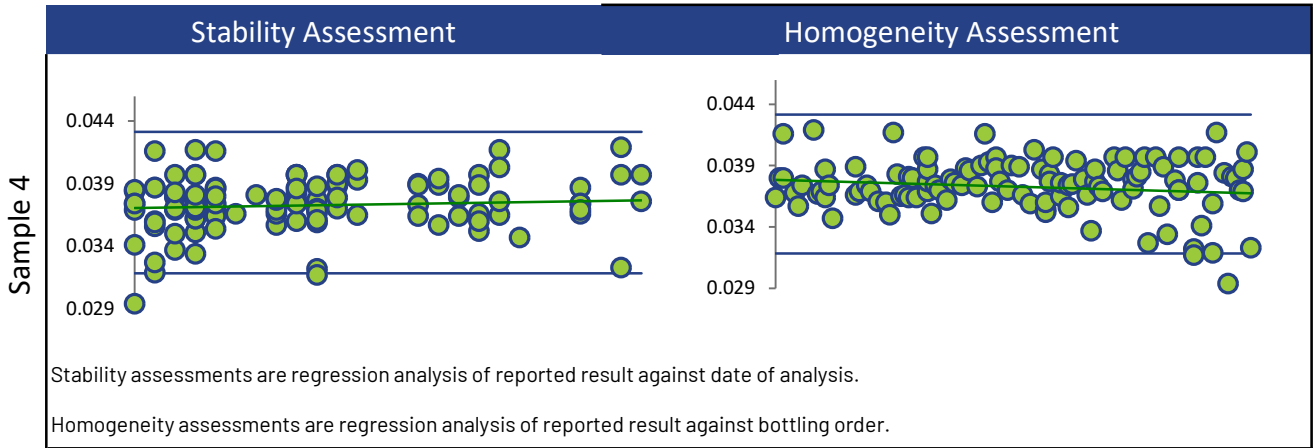 Stability Assessment
Homogeneity Assessment
Sample 4
0.044
0.039
0.034
0.029
0.044
0.039
0.034
0.029
Stability assessments are regression analysis of reported result against date of analysis.
Homogeneity assessments are regression analysis of reported result against bottling order.